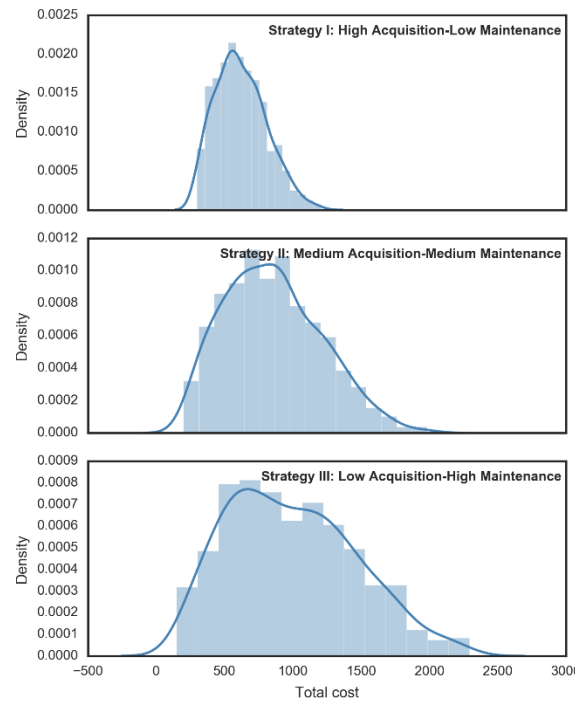 0.0025
Strategy I: High Acquisition-Low Maintenance
0.0020
0.0015
Density
0.0010
0.0005
0.0000
0.0012
Strategy II: Medium Acquisition-Medium Maintenance
0.0010
0.0008
Density
0.0006
0.0004
0.0002
0.0000
0.0009
Strategy III: Low Acquisition-High Maintenance
0.0008
0.0007
0.0006
0.0005
Density
0.0004
0.0003
0.0002
0.0001
0.0000
−500 0 500 1000 1500 2000 2500 3000
Total cost